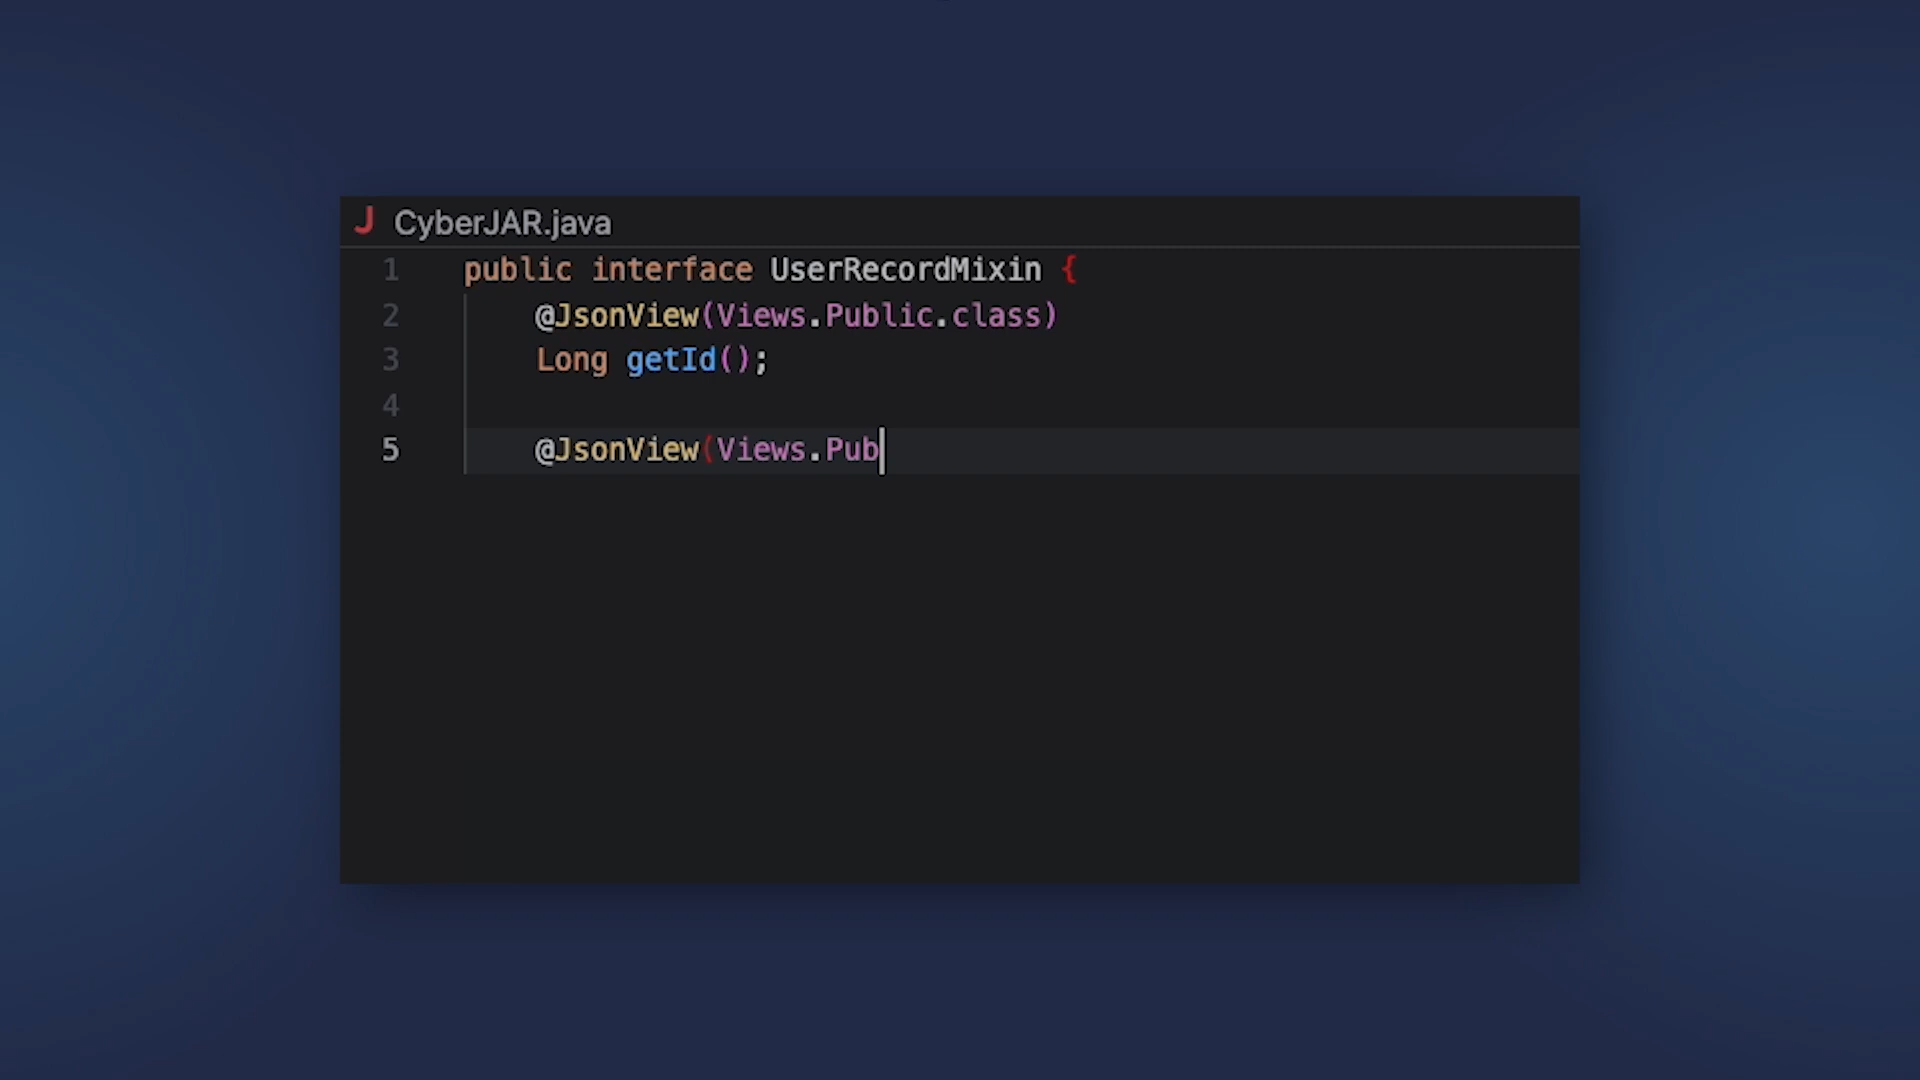 J CyberJAR.java
1 public interface UserRecordMixin {
2 @JsonView(Views.Public.class)
3 Long getId();
4
5 @JsonView(Views.Pub